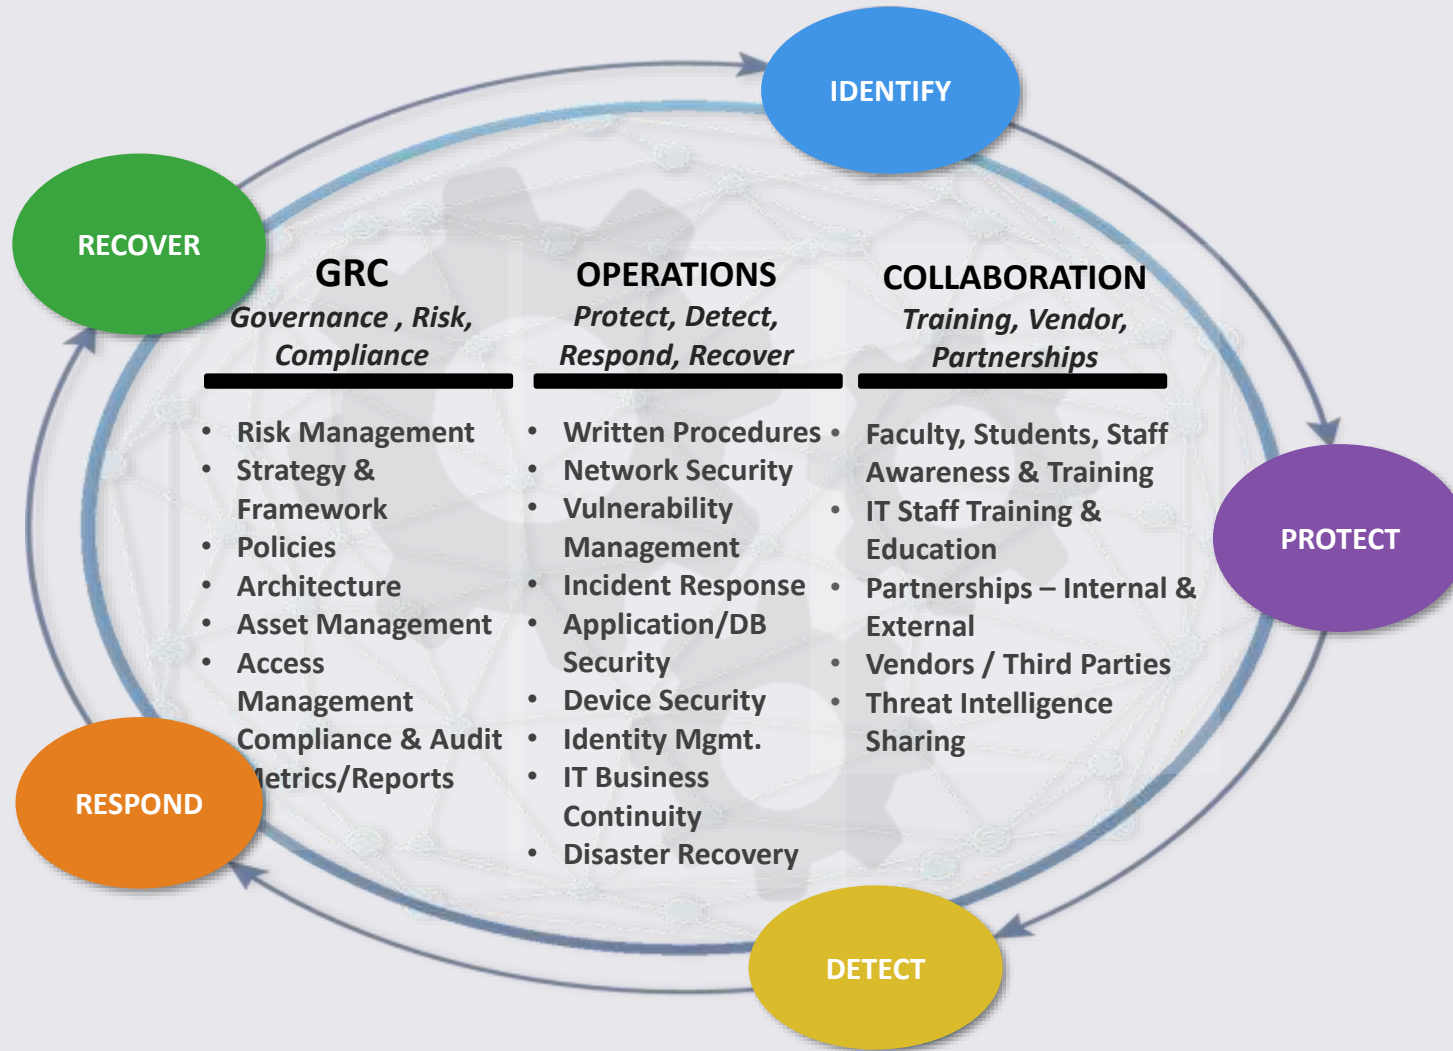 IDENTIFY
RECOVER
GRC
Governance , Risk,
Compliance
• Risk Management
• Strategy &
Framework
• Policies
• Architecture
• Asset Management
• Access
Management
Compliance & Audit
Metrics/Reports
OPERATIONS
Protect, Detect,
Respond, Recover
• Written Procedures
• Network Security
• Vulnerability
Management
• Incident Response
• Application/DB
Security
• Device Security
• Identity Mgmt.
• IT Business
Continuity
• Disaster Recovery
COLLABORATION
Training, Vendor,
Partnerships
• Faculty, Students, Staff
Awareness & Training
• IT Staff Training &
Education
• Partnerships – Internal &
External
• Vendors / Third Parties
• Threat Intelligence
Sharing
PROTECT
RESPOND
DETECT